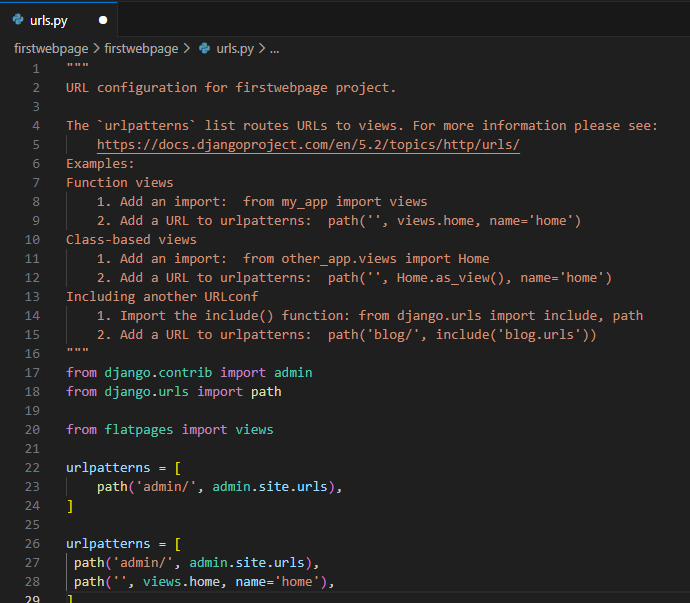 urls.py
firstwebpage > firstwebpage > urls.py > ...
1 """
2 URL configuration for firstwebpage project.
3
4 The `urlpatterns` list routes URLs to views. For more information please see:
5     https://docs.djangoproject.com/en/5.2/topics/http/urls/
6 Examples:
7 Function views
8     1. Add an import:  from my_app import views
9     2. Add a URL to urlpatterns:  path('', views.home, name='home')
10 Class-based views
11     1. Add an import:  from other_app.views import Home
12     2. Add a URL to urlpatterns:  path('', Home.as_view(), name='home')
13 Including another URLconf
14     1. Import the include() function: from django.urls import include, path
15     2. Add a URL to urlpatterns:  path('blog/', include('blog.urls'))
16 """
17 from django.contrib import admin
18 from django.urls import path
19
20 from flatpages import views
21
22 urlpatterns = [
23     path('admin/', admin.site.urls),
24 ]
25
26 urlpatterns = [
27  path('admin/', admin.site.urls),
28  path('', views.home, name='home'),
29 ]